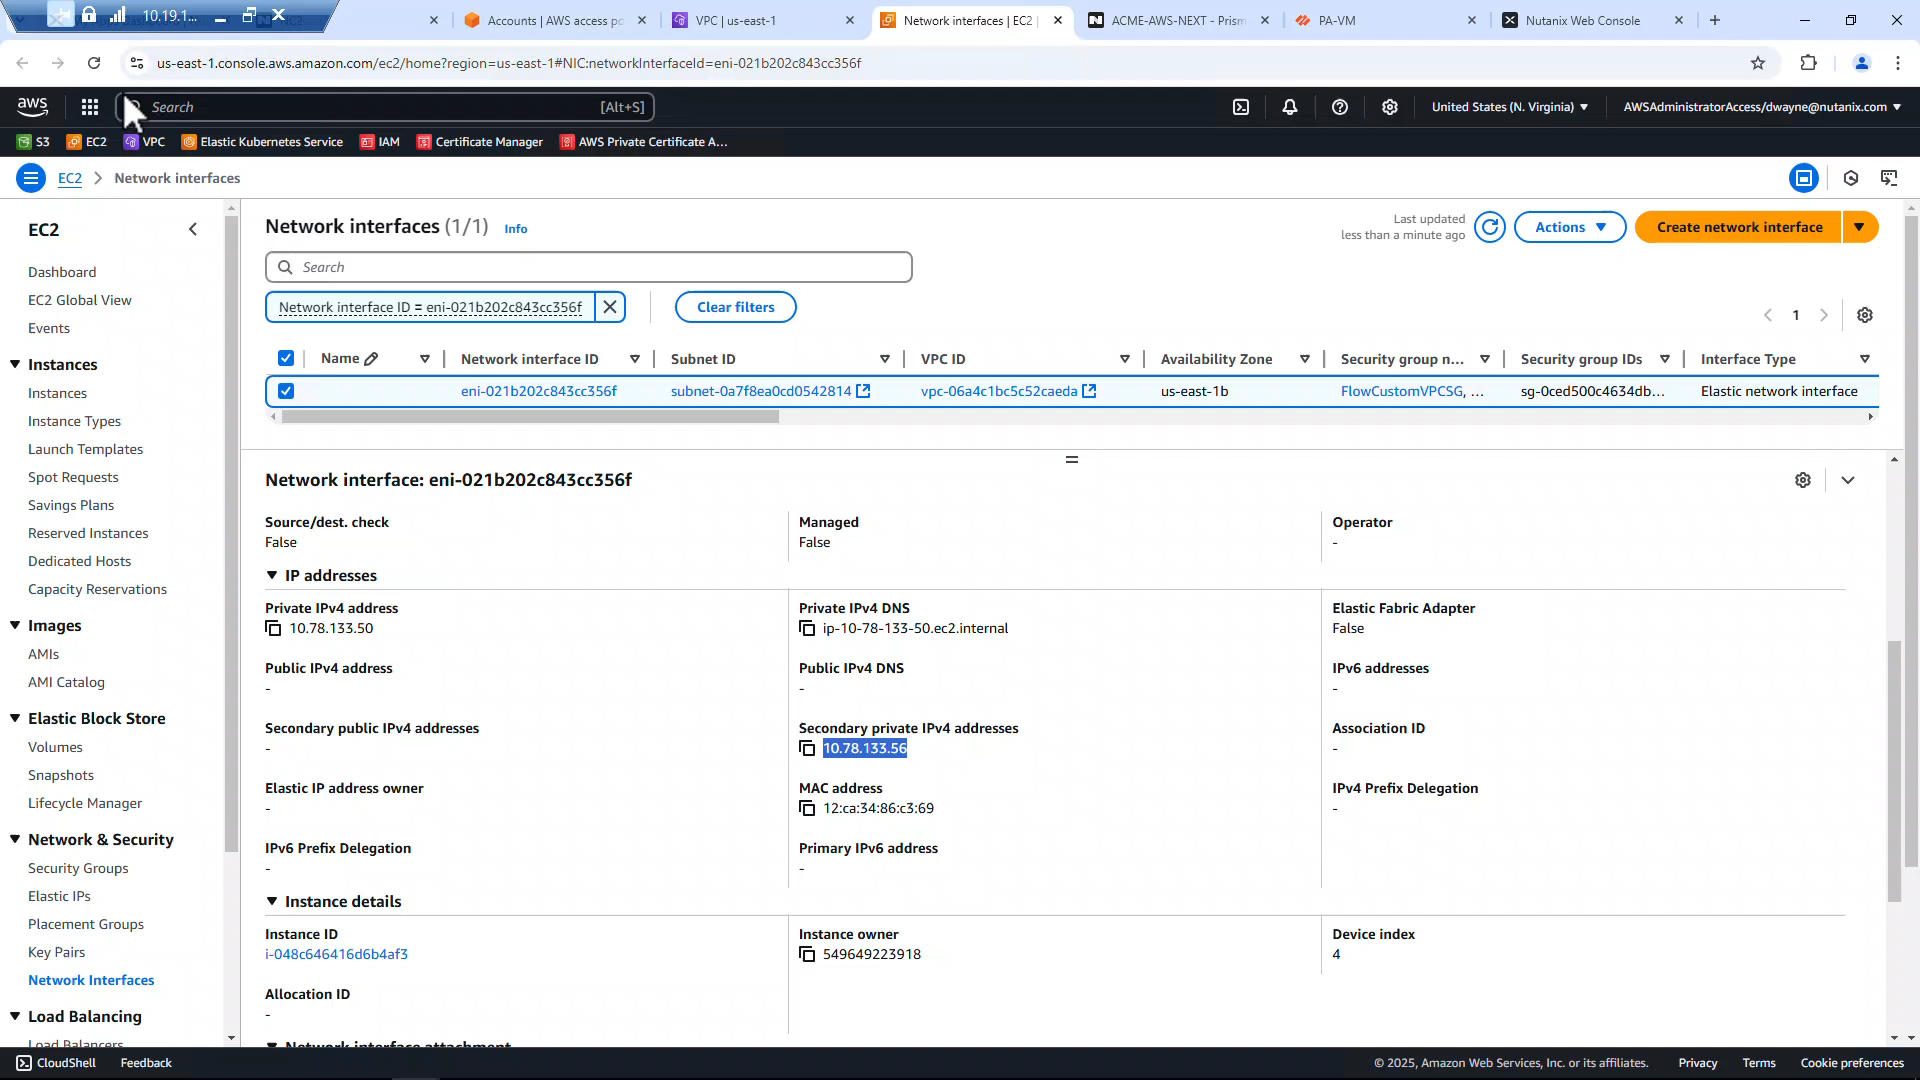 10.19.1...
Accounts | AWS access po
VPC | us-east-1
Network interfaces | EC2 |
ACME-AWS-NEXT - Prism
PA-VM
Nutanix Web Console
us-east-1.console.aws.amazon.com/ec2/home?region=us-east-1#NIC:networkInterfaceId=eni-021b202c843cc356f
aws
Search
[Alt+S]
United States (N. Virginia)
AWSAdministratorAccess/dwayne@nutanix.com
S3
EC2
VPC
Elastic Kubernetes Service
IAM
Certificate Manager
AWS Private Certificate A...
EC2
Network interfaces
EC2
Dashboard
EC2 Global View
Events
Instances
Instances
Instance Types
Launch Templates
Spot Requests
Savings Plans
Reserved Instances
Dedicated Hosts
Capacity Reservations
Images
AMIs
AMI Catalog
Elastic Block Store
Volumes
Snapshots
Lifecycle Manager
Network & Security
Security Groups
Elastic IPs
Placement Groups
Key Pairs
Network Interfaces
Load Balancing
Load Balancers
Network interfaces (1/1) Info
Last updated
less than a minute ago
Actions
Create network interface
Search
Network interface ID = eni-021b202c843cc356f
Clear filters
1
Name
Network interface ID
Subnet ID
VPC ID
Availability Zone
Security group n...
Security group IDs
Interface Type
eni-021b202c843cc356f
subnet-0a7f8ea0cd0542814
vpc-06a4c1bc5c52caeda
us-east-1b
FlowCustomVPCSG, ...
sg-0ced500c4634db...
Elastic network interface
Network interface: eni-021b202c843cc356f
Source/dest. check
False
Managed
False
Operator
-
IP addresses
Private IPv4 address
10.78.133.50
Private IPv4 DNS
ip-10-78-133-50.ec2.internal
Elastic Fabric Adapter
False
Public IPv4 address
-
Public IPv4 DNS
-
IPv6 addresses
-
Secondary public IPv4 addresses
-
Secondary private IPv4 addresses
10.78.133.56
Association ID
-
Elastic IP address owner
-
MAC address
12:ca:34:86:c3:69
IPv4 Prefix Delegation
-
IPv6 Prefix Delegation
-
Primary IPv6 address
-
Instance details
Instance ID
i-048c646416d6b4af3
Instance owner
549649223918
Device index
4
Allocation ID
-
Network interface attachment
CloudShell
Feedback
© 2025, Amazon Web Services, Inc. or its affiliates.
Privacy
Terms
Cookie preferences